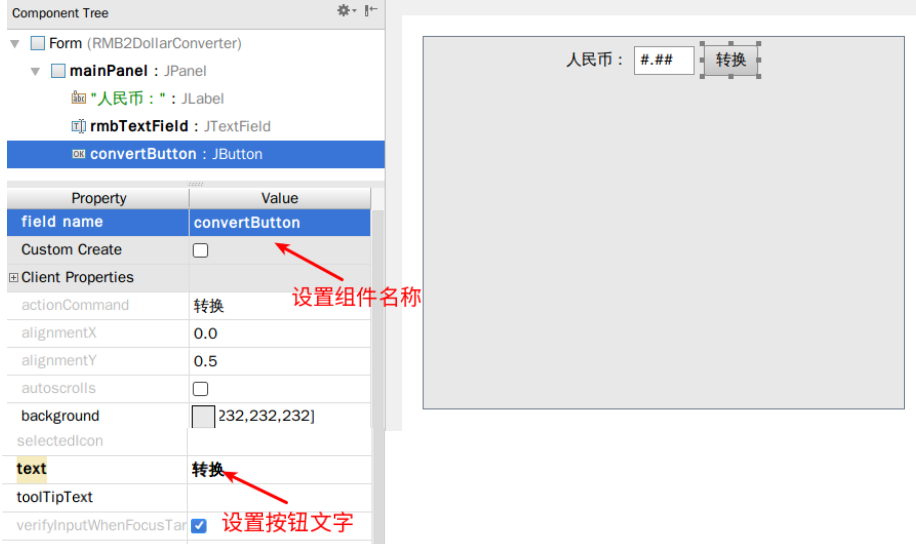 Component Tree
Form (RMB2DollarConverter)
mainPanel : JPanel
"人民币：" : JLabel
rmbTextField : JTextField
convertButton : JButton
Property Value
field name convertButton
Custom Create
Client Properties
actionCommand 转换
alignmentX 0.0
alignmentY 0.5
autoscrolls
background 232,232,232]
selectedIcon
text 转换
toolTipText
verifyInputWhenFocusTar
设置组件名称
设置按钮文字
人民币： #.## 转换